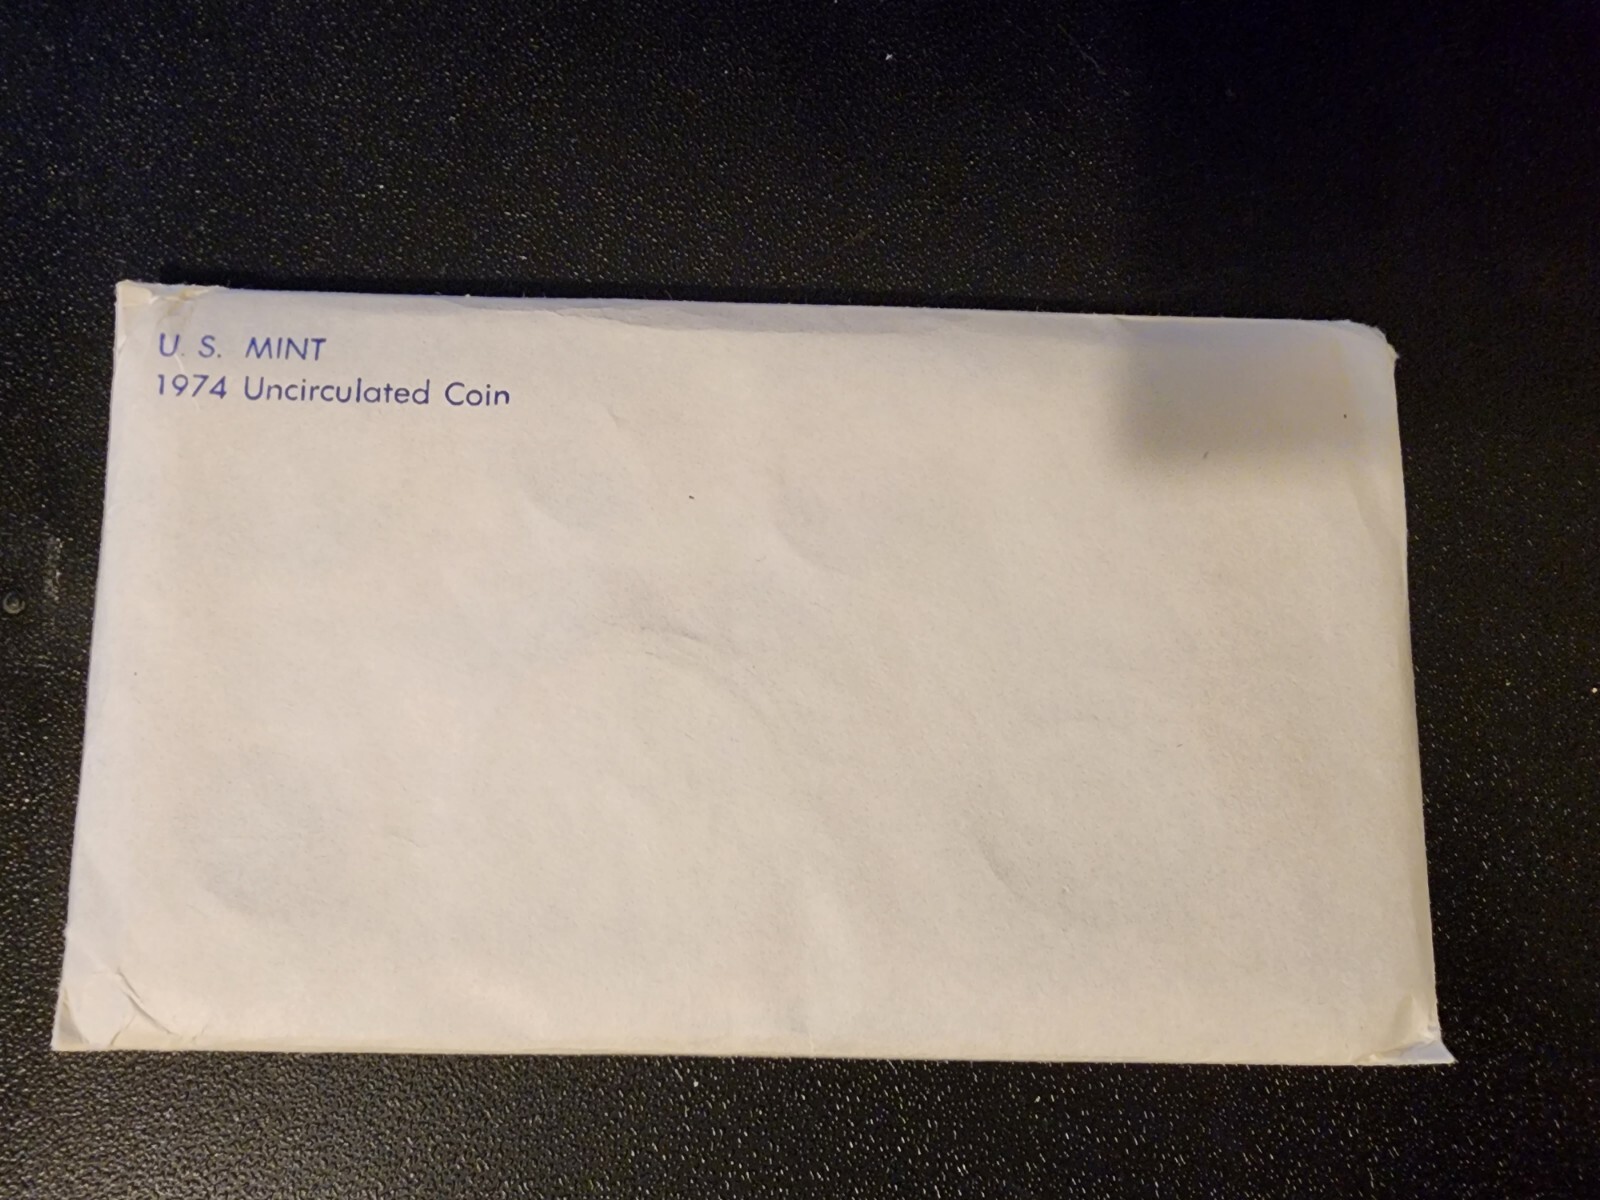 U. S. MINT
1974 Uncirculated Coin